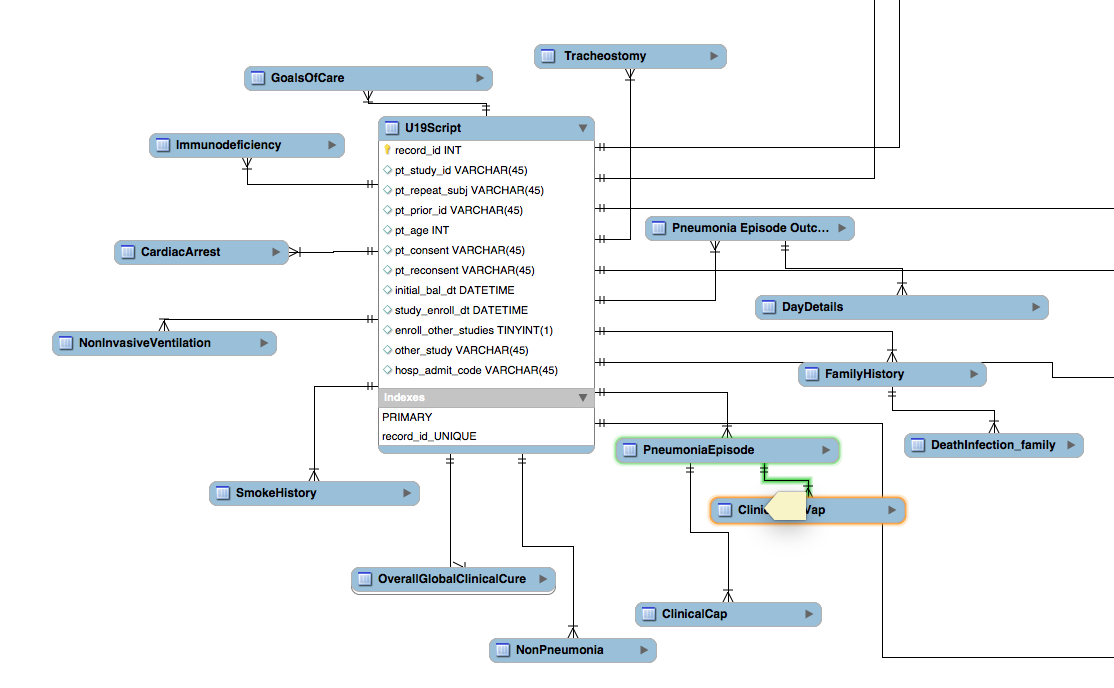 Tracheostomy
GoalsOfCare
U19Script
Immunodeficiency
record_id INT
pt_study_id VARCHAR(45)
pt_repeat_subj VARCHAR(45)
pt_prior_id VARCHAR(45)
pt_age INT
Pneumonia Episode Outc...
CardiacArrest
pt_consent VARCHAR(45)
pt_reconsent VARCHAR(45)
initial_bal_dt DATETIME
study_enroll_dt DATETIME
DayDetails
enroll_other_studies TINYINT(1)
NonInvasiveVentilation
other_study VARCHAR(45)
hosp_admit_code VARCHAR(45)
FamilyHistory
Indexes
PRIMARY
record_id_UNIQUE
DeathInfection_family
PneumoniaEpisode
SmokeHistory
Vap
OverallGlobalClinicalCure
ClinicalCap
NonPneumonia